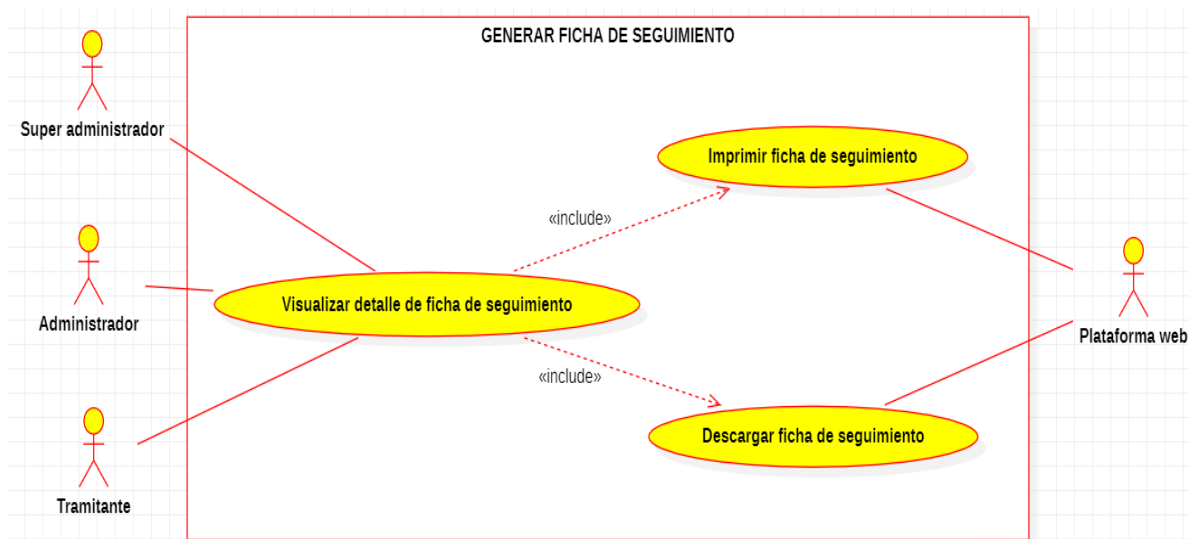 GENERAR FICHA DE SEGUIMIENTO
Super administrador
Imprimir ficha de seguimiento
«include»
Visualizar detalle de ficha de seguimiento
Administrador
Plataforma web
«include»
Descargar ficha de seguimiento
Tramitante